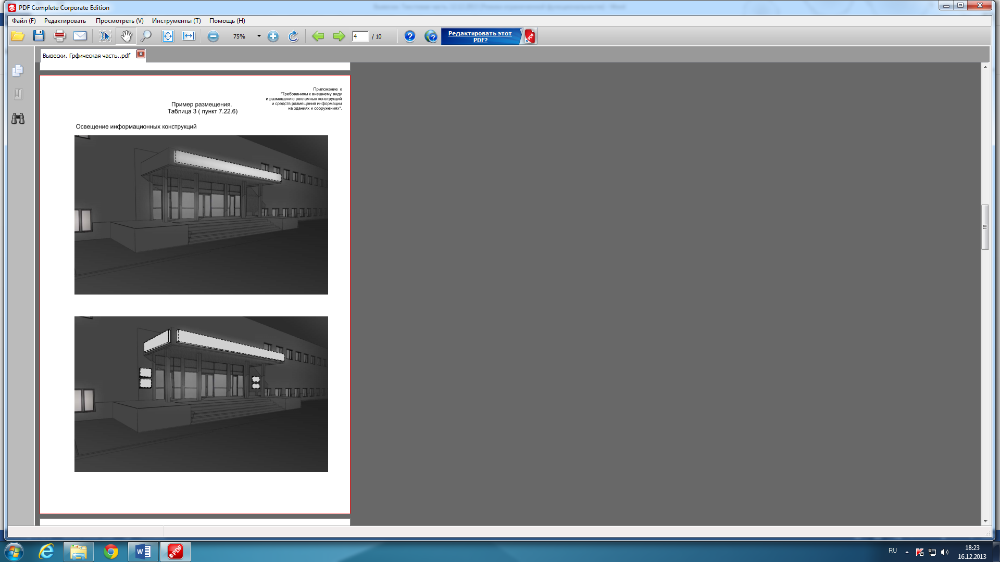 PDF Complete Corporate Edition
Файл (F) Редактировать Просмотреть (V) Инструменты (T) Помощь (H)
75% 4 / 10 Редактировать этот
PDF?
Вывески. Грфическая часть..pdf
Приложение к
"Требованиям к внешнему виду
и размещению рекламных конструкций
и средств размещения информации
на зданиях и сооружениях".
Пример размещения.
Таблица 3 ( пункт 7.22.6)
Освещение информационных конструкций
RU
18:23
16.12.2013